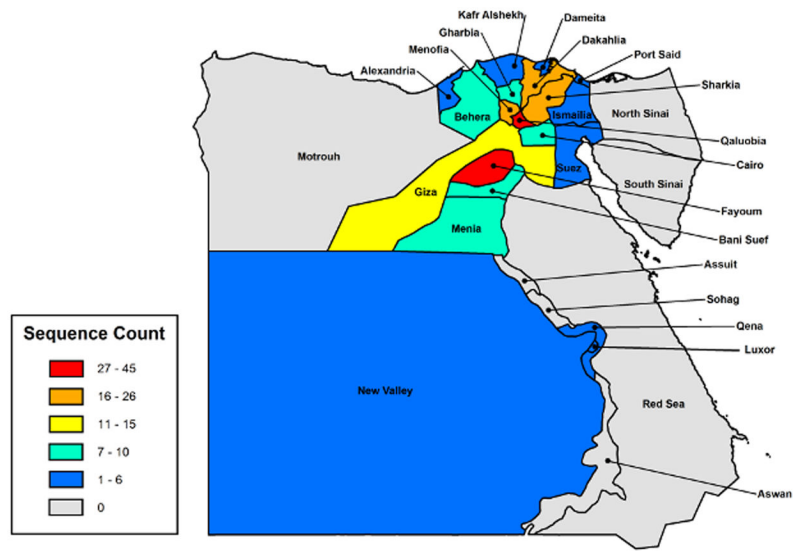 Kafr Alshekh
Dameita
Gharbia
Dakahlia
Menofia
Port Said
Alexandria
Sharkia
Behera
Ismailia
North Sinai
Qaluobia
Motrouh
Cairo
Suez
South Sinai
Giza
Fayoum
Menia
Bani Suef
Assuit
Sohag
Qena
Luxor
New Valley
Red Sea
Aswan
Sequence Count
27 - 45
16 - 26
11 - 15
7 - 10
1 - 6
0